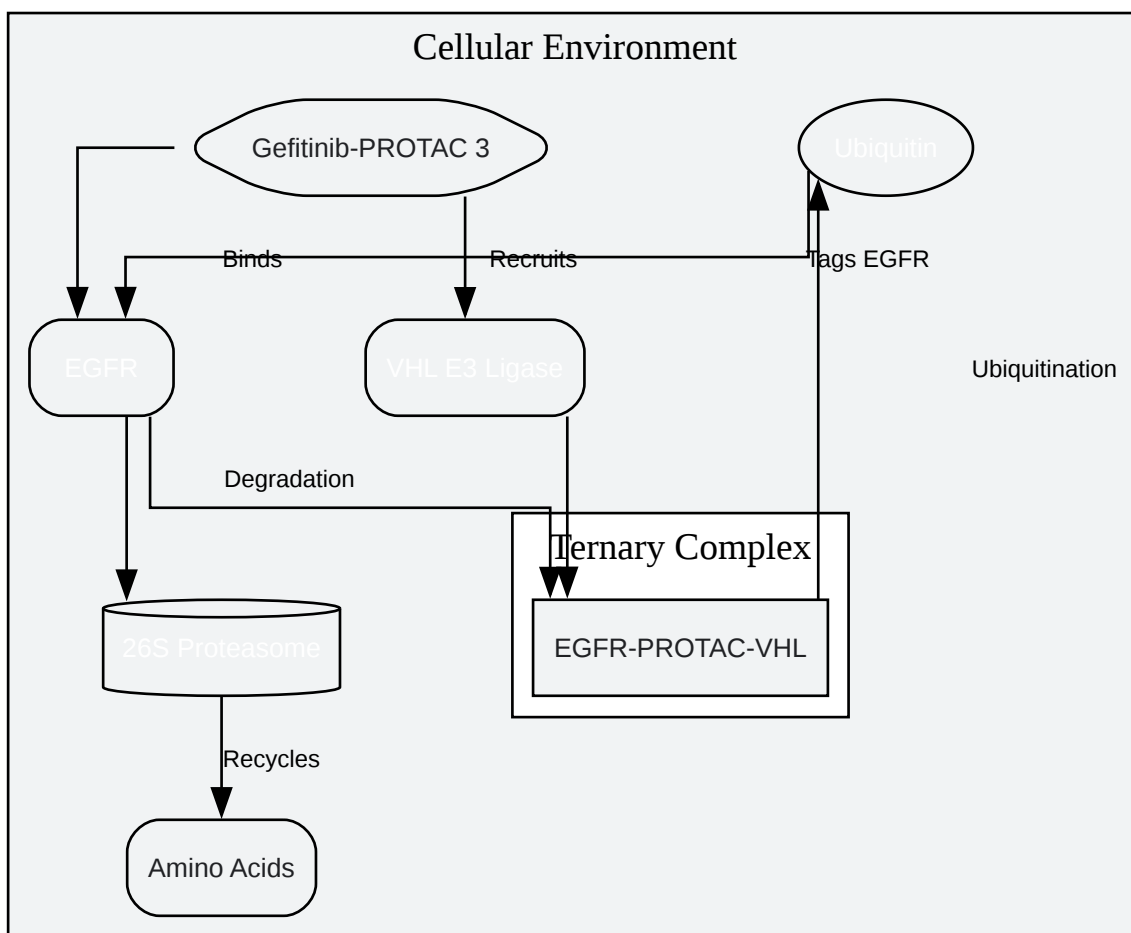 Cellular Environment
Gefitinib-PROTAC 3
Ubiquitin
Binds
Recruits
Tags EGFR
EGFR
VHL E3 Ligase
Ubiquitination
Degradation
Ternary Complex
26S Proteasome
EGFR-PROTAC-VHL
Recycles
Amino Acids